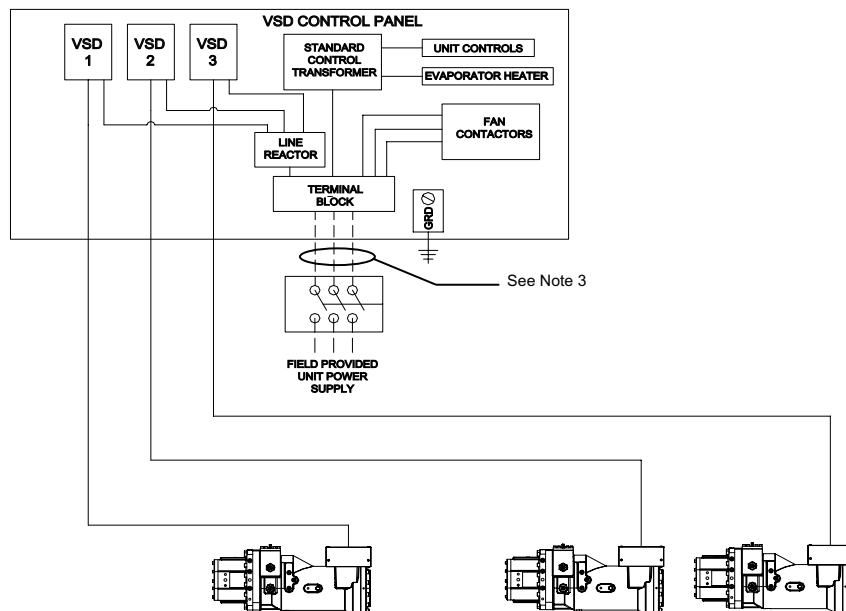 VSD CONTROL PANEL
VSD
1
VSD
2
VSD
3
STANDARD
CONTROL
TRANSFORMER
UNIT CONTROLS
EVAPORATOR HEATER
FAN
CONTACTORS
LINE
REACTOR
TERMINAL
BLOCK
GRD
See Note 3
FIELD PROVIDED
UNIT POWER
SUPPLY